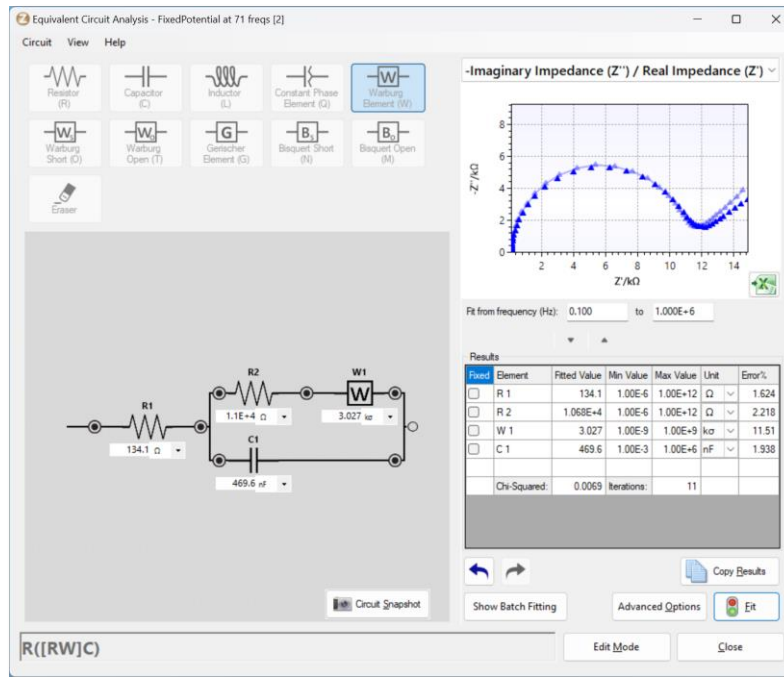 Equivalent Circuit Analysis - FixedPotential at 71 freqs [2]
Circuit View Help
Resistor (R)
Capacitor (C)
Inductor (L)
Constant Phase Element (Q)
W
Warburg Element (W)
Ws
Warburg Short (O)
Wo
Warburg Open (T)
G
Gerischer Element (G)
Bs
Bisquert Short (N)
Bo
Bisquert Open (M)
Eraser
R2
W1
W
R1
1.1E+4 Ω
3.027 kσ
C1
134.1 Ω
469.6 nF
Circuit Snapshot
R([RW]C)
-Imaginary Impedance (Z'') / Real Impedance (Z')
-Z''/kΩ
8
6
4
2
0
2 4 6 8 10 12 14
Z'/kΩ
Fit from frequency (Hz): 0.100 to 1.000E+6
Results
Fixed Element Fitted Value Min Value Max Value Unit Error%
R 1 134.1 1.00E-6 1.00E+12 Ω 1.624
R 2 1.068E+4 1.00E-6 1.00E+12 Ω 2.218
W 1 3.027 1.00E-9 1.00E+9 kσ 11.51
C 1 469.6 1.00E-3 1.00E+6 nF 1.938
Chi-Squared: 0.0069 Iterations: 11
Copy Results
Show Batch Fitting Advanced Options Fit
Edit Mode Close